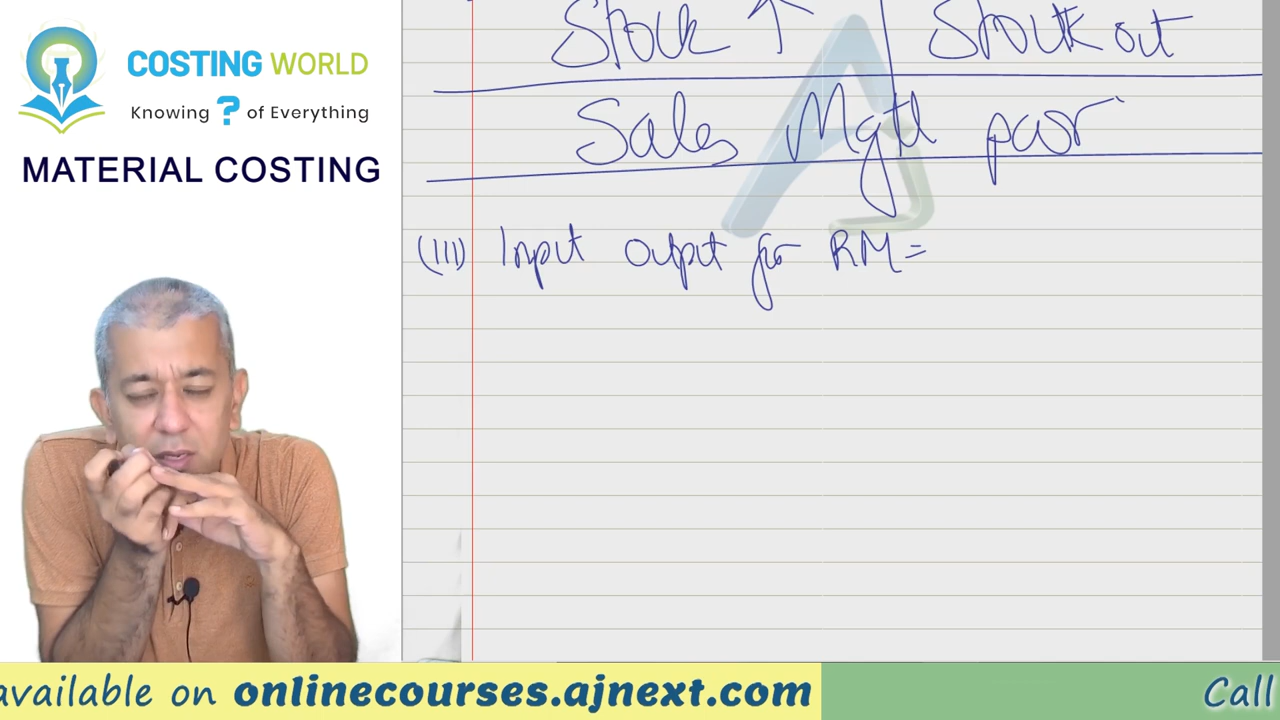 COSTING WORLD
Knowing ? of Everything
MATERIAL COSTING
Stock ↑ Stock out
Sales Mgtl poor
(III) Input Output for RM =
available on onlinecourses.ajnext.com
Call